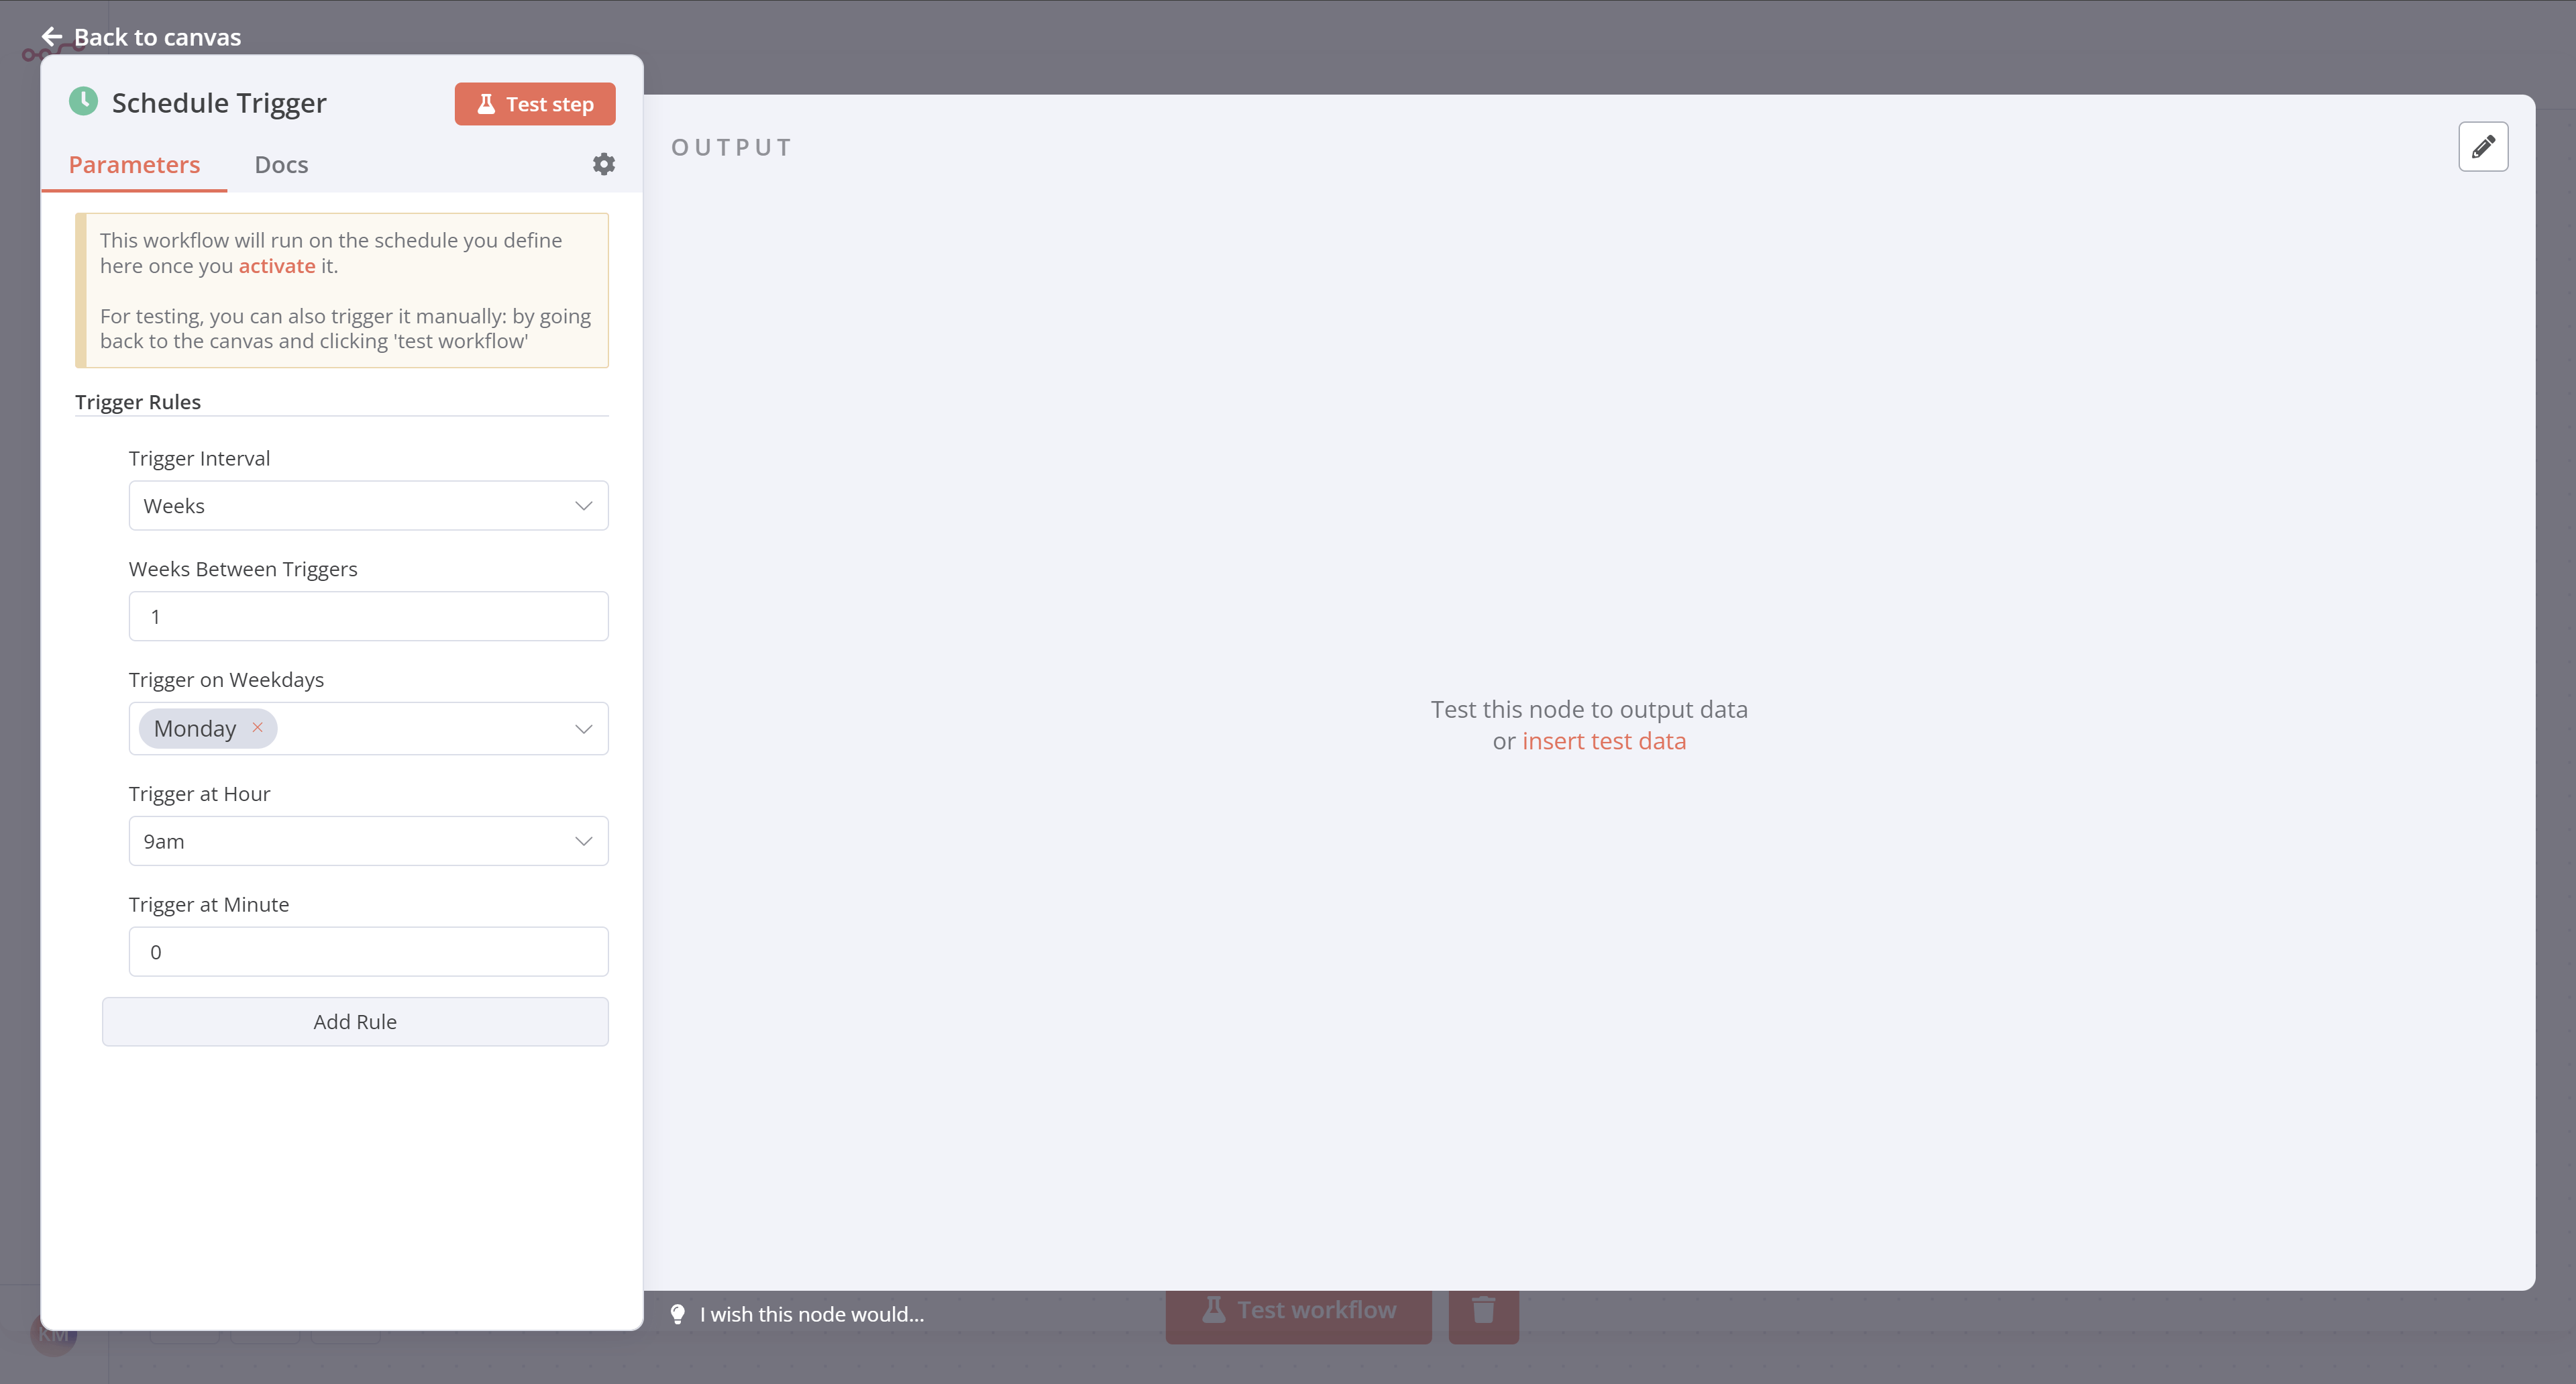 Back to canvas
Schedule Trigger
Test step
Parameters
Docs
This workflow will run on the schedule you define
here once you activate it.
For testing, you can also trigger it manually: by going
back to the canvas and clicking 'test workflow'
Trigger Rules
Trigger Interval
Weeks
Weeks Between Triggers
1
Trigger on Weekdays
Monday
Trigger at Hour
9am
Trigger at Minute
0
Add Rule
OUTPUT
Test this node to output data
or insert test data
I wish this node would...
Test workflow
KM